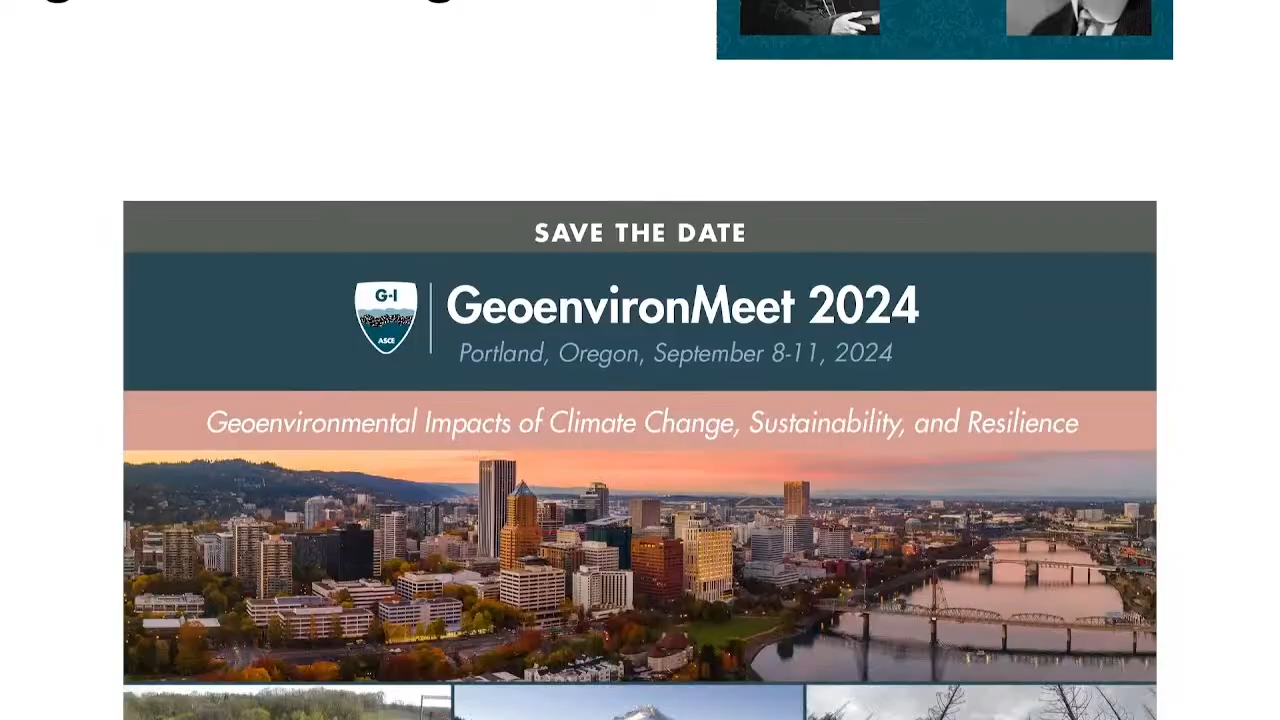 SAVE THE DATE
G-I
ASCE
GeoenvironMeet 2024
Portland, Oregon, September 8-11, 2024
Geoenvironmental Impacts of Climate Change, Sustainability, and Resilience